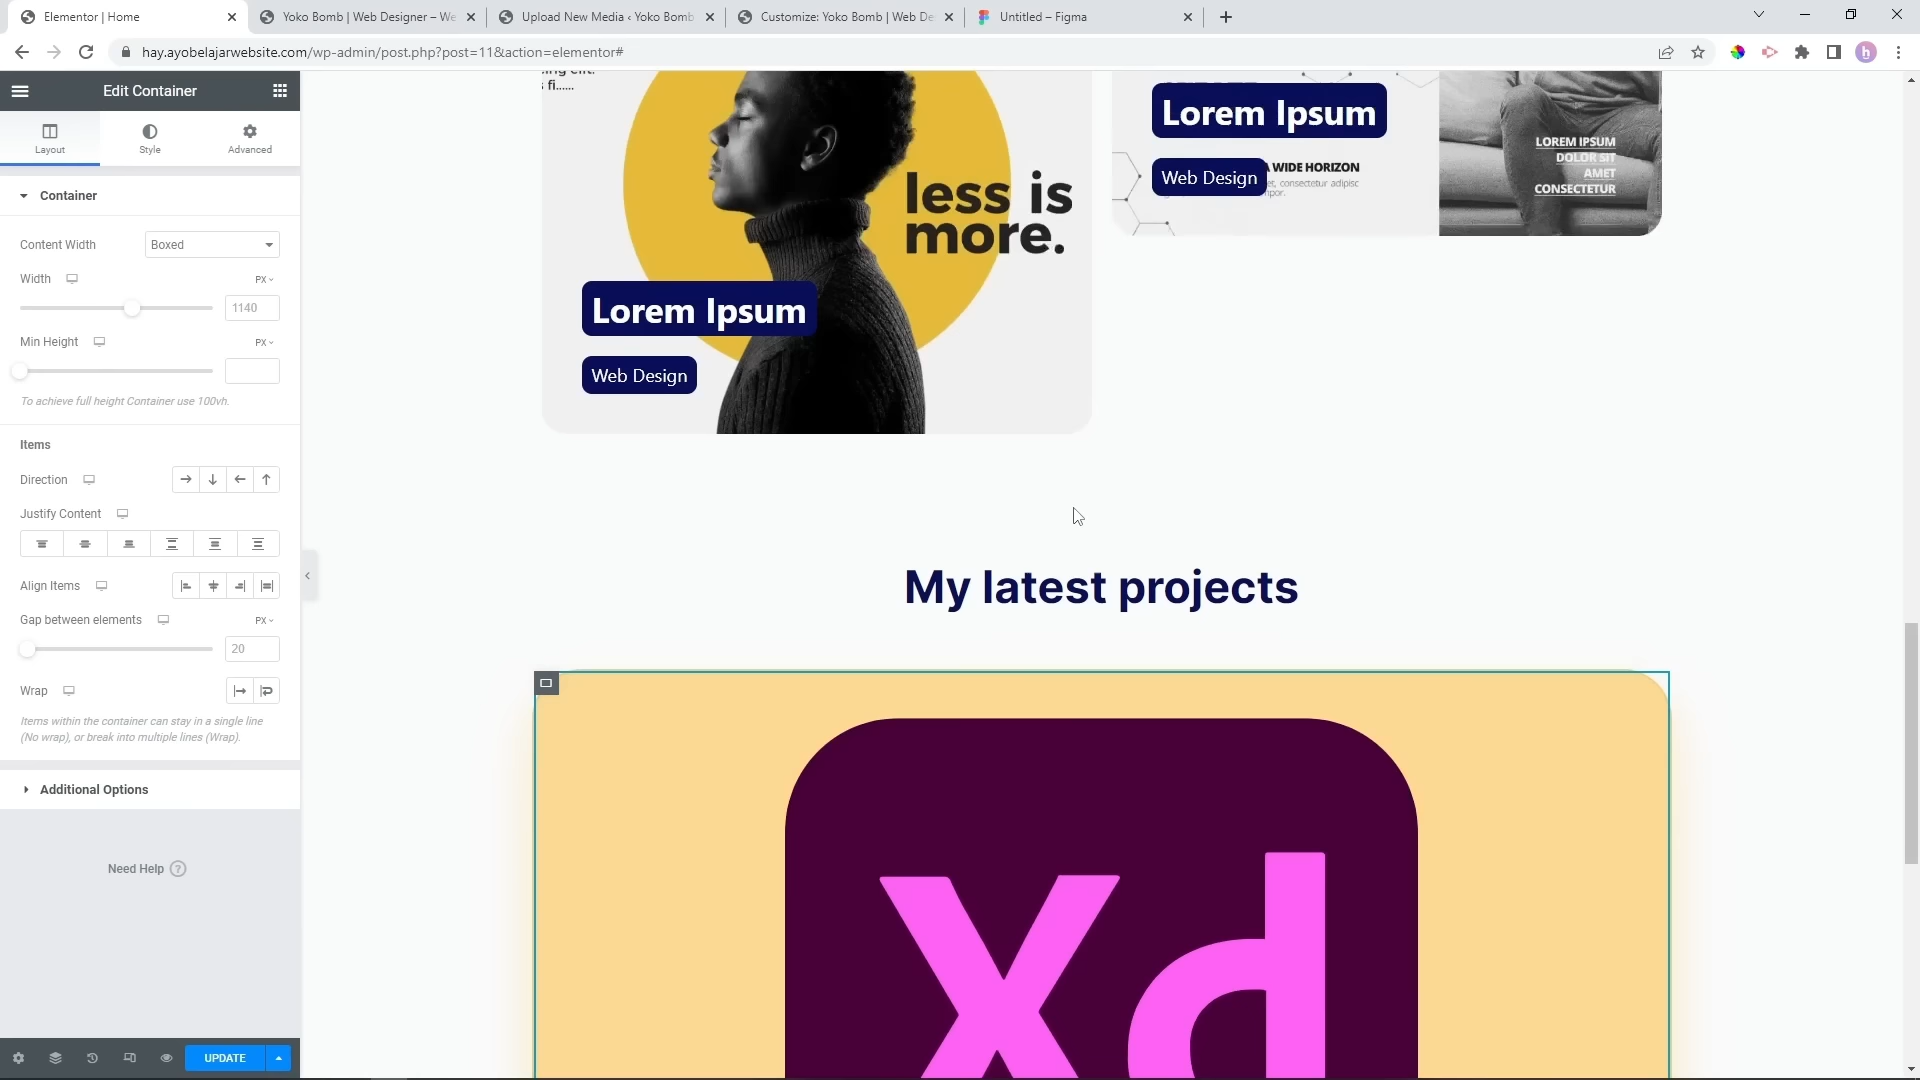 Elementor | Home
Yoko Bomb | Web Designer – We
Upload New Media ‹ Yoko Bomb
Customize: Yoko Bomb | Web De
Untitled – Figma
hay.ayobelajarwebsite.com/wp-admin/post.php?post=11&action=elementor#
h
Edit Container
Layout
Style
Advanced
Container
Content Width
Boxed
Width
PX
1140
Min Height
PX
To achieve full height Container use 100vh.
Items
Direction
Justify Content
Align Items
Gap between elements
PX
20
Wrap
Items within the container can stay in a single line
(No wrap), or break into multiple lines (Wrap).
Additional Options
Need Help ?
UPDATE
s fi......
less is
more.
Lorem Ipsum
Web Design
Lorem Ipsum
Web Design
A WIDE HORIZON
et, consectetur adipisc
LOREM IPSUM
DOLOR SIT
AMET
CONSECTETUR
My latest projects
Xd